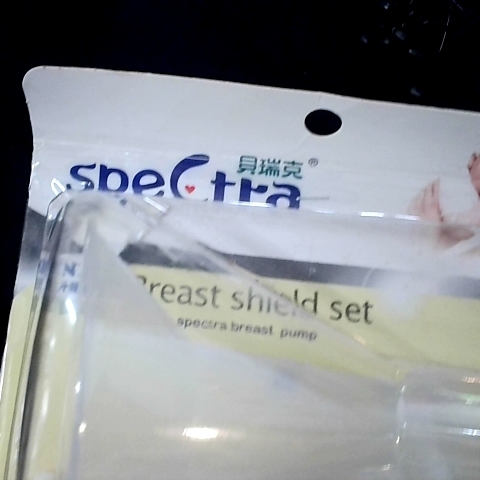 贝瑞克®
spectra
Breast shield set
spectra breast pump